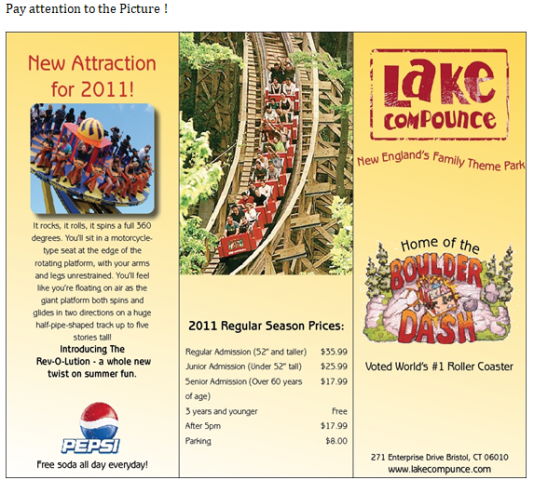 Pay attention to the Picture !
New Attraction
for 2011!
It rocks, it rolls, it spins a full 360
degrees. You'll sit in a motorcycle-
type seat at the edge of the
rotating platform, with your arms
and legs unrestrained. You'll feel
like you're floating on air as the
giant platform both spins and
glides in two directions on a huge
half-pipe-shaped track up to five
stories tall!
Introducing The
Rev-O-Lution - a whole new
twist on summer fun.
PEPSI
Free soda all day everyday!
2011 Regular Season Prices:
Regular Admission (52" and taller) $35.99
Junior Admission (Under 52" tall) $25.99
Senior Admission (Over 60 years $17.99
of age)
3 years and younger Free
After 5pm $17.99
Parking $8.00
Lake
COMPOUNCE
New England's Family Theme Park
Home of the
BOULDER
DASH
Voted World's #1 Roller Coaster
271 Enterprise Drive Bristol, CT 06010
www.lakecompounce.com